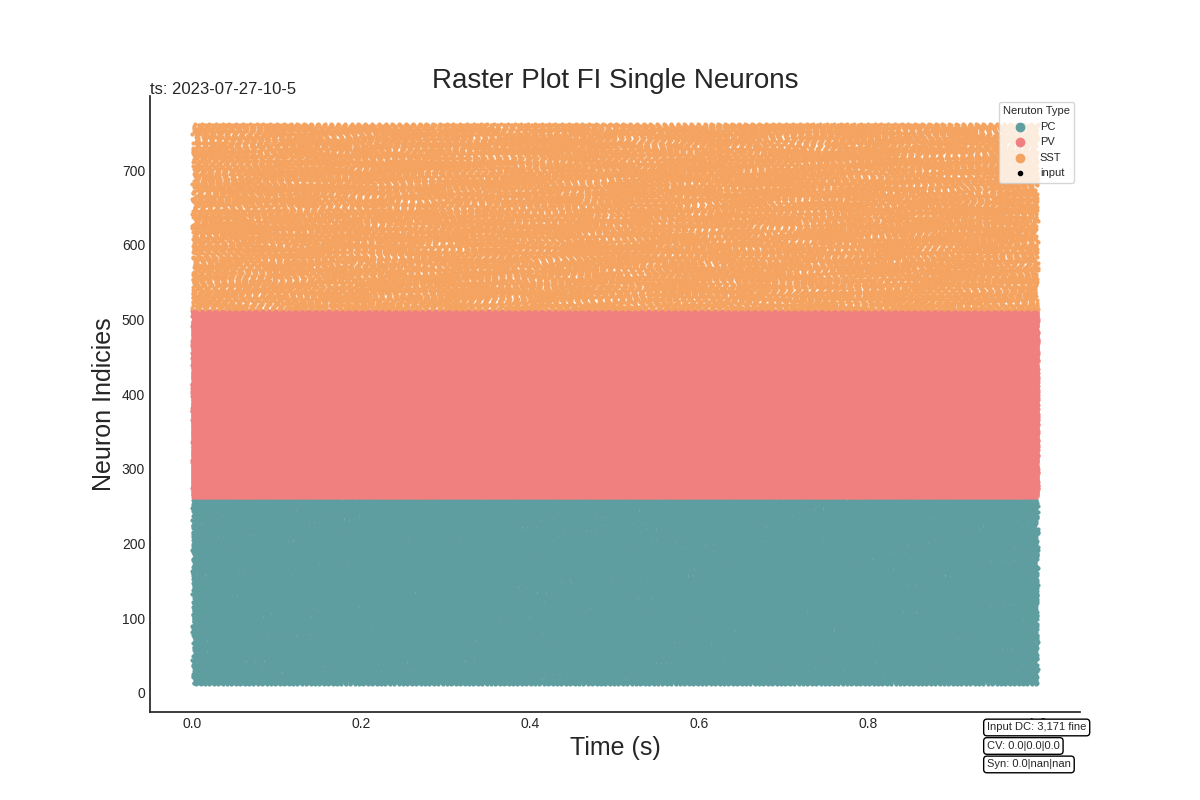 Raster Plot FI Single Neurons
ts: 2023-07-27-10-5
Neruton Type
PC
PV
SST
input
Neuron Indicies
700
600
500
400
300
200
100
0
0.0 0.2 0.4 0.6 0.8
Time (s)
Input DC: 3,171 fine
CV: 0.0|0.0|0.0
Syn: 0.0|nan|nan